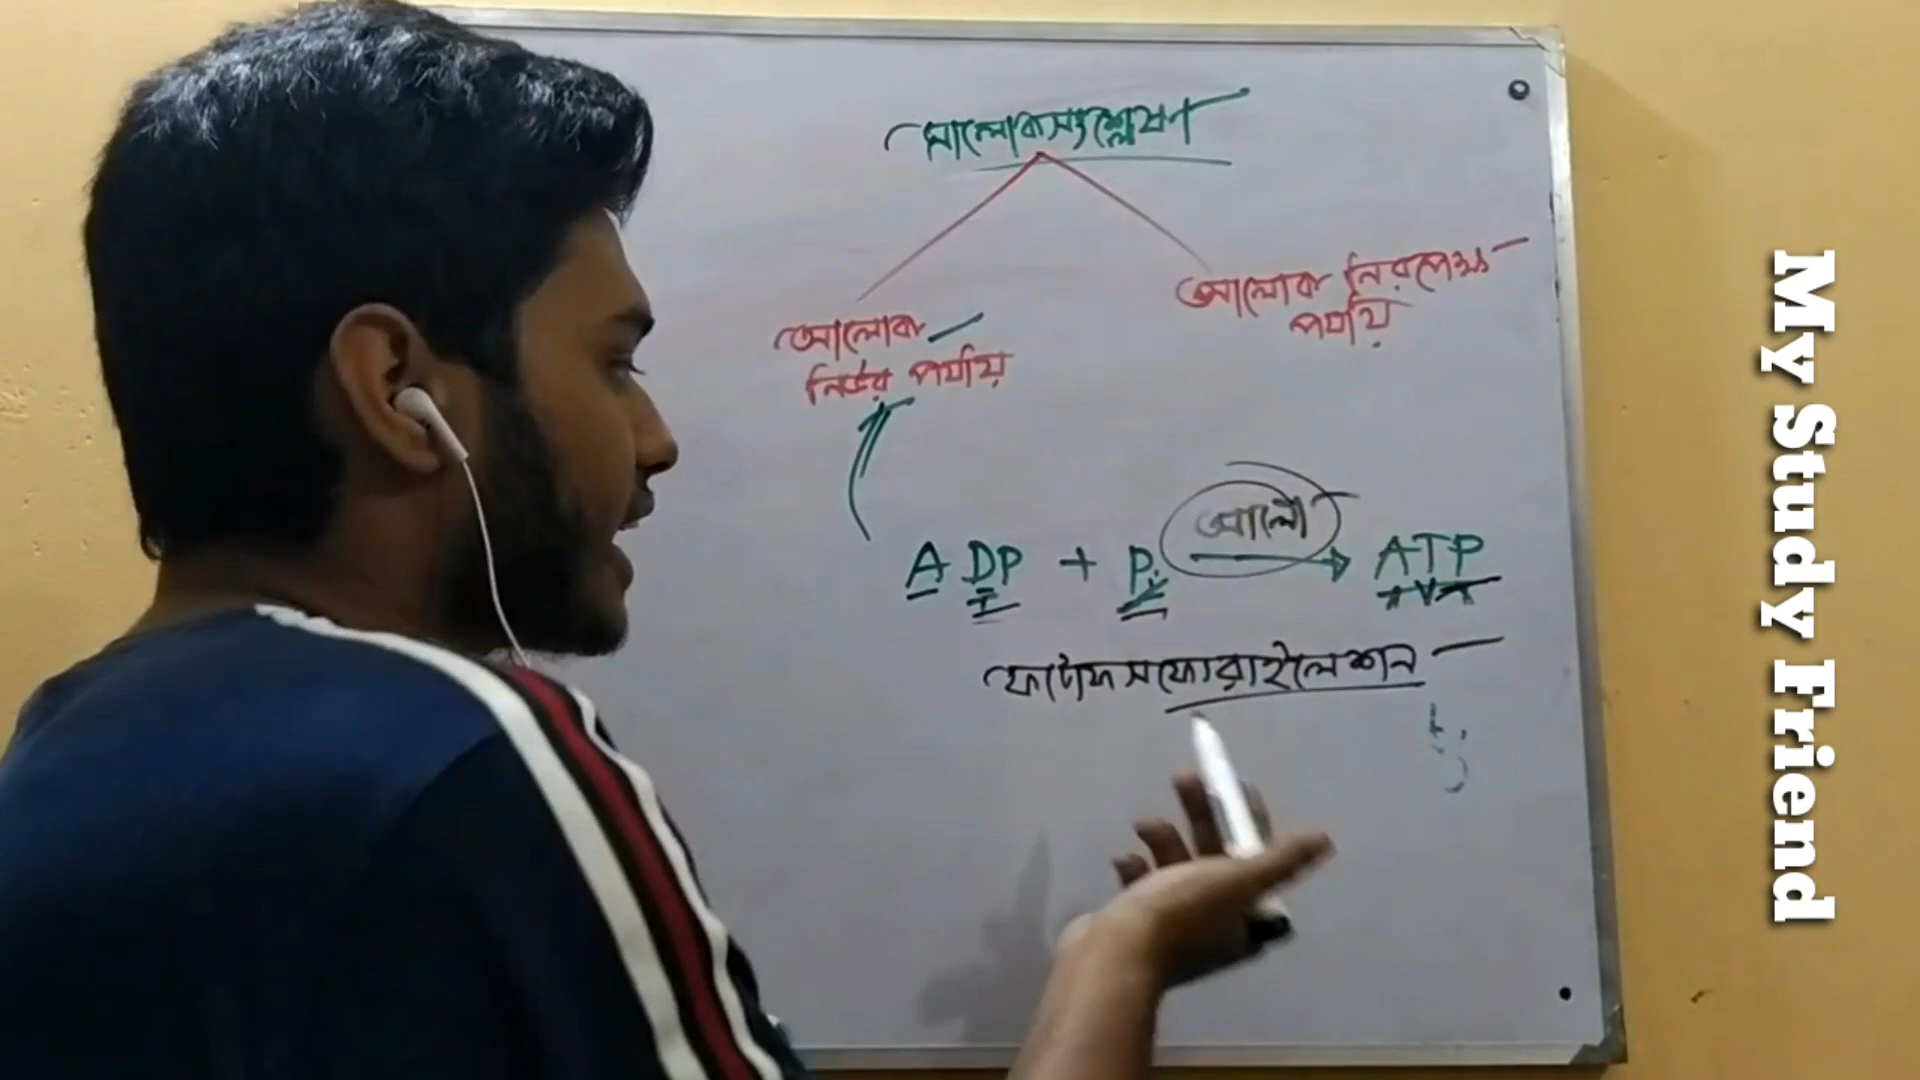 আলোকসংশ্লেষণ
আলোক
নির্ভর পর্যায়
আলোক নিরপেক্ষ
পর্যায়
আলো
ADP + Pi → ATP
ফটোফসফোরাইলেশন
My Study Friend